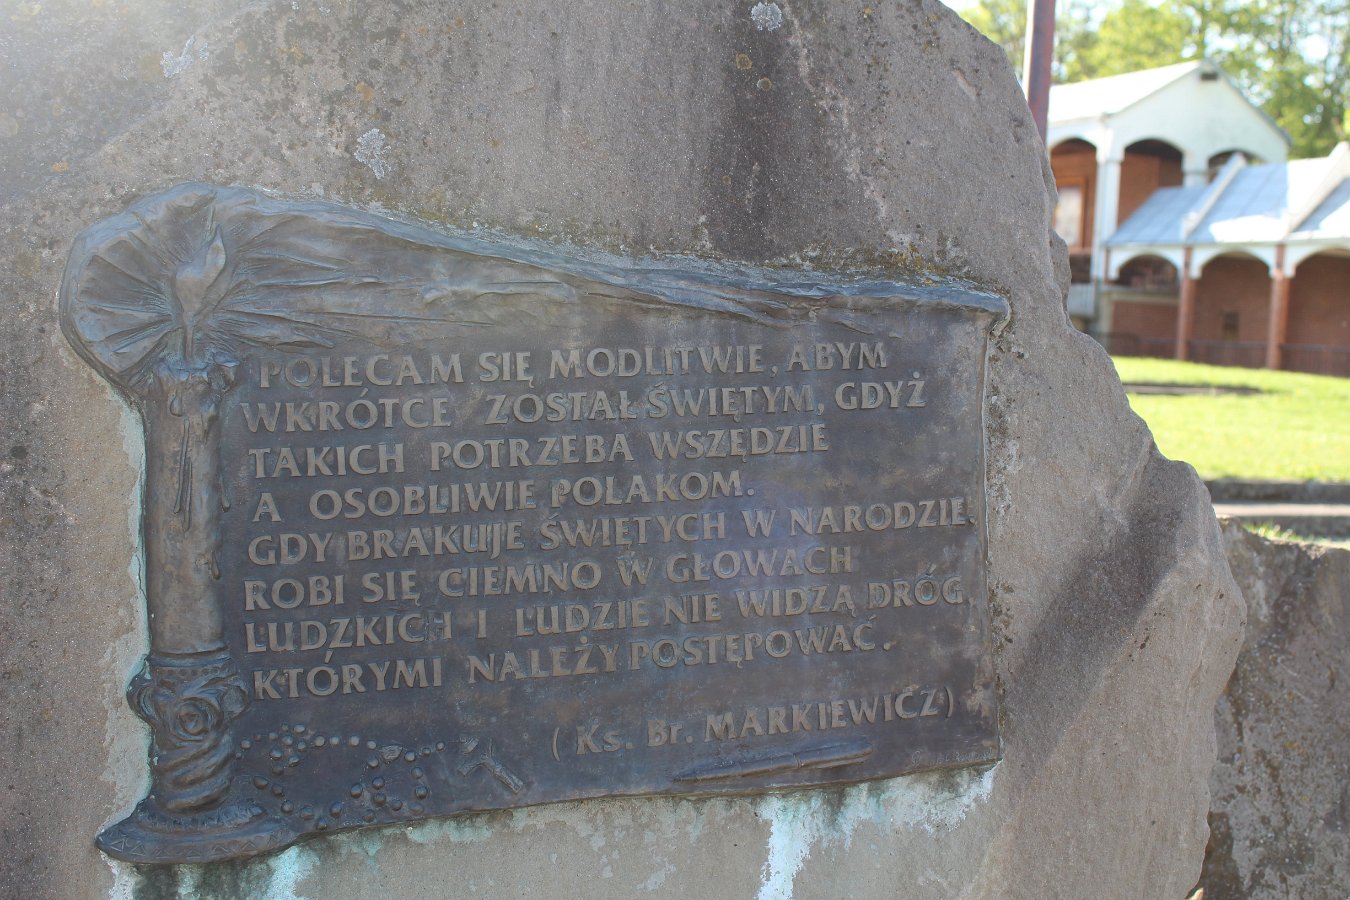 POLECAM SIĘ MODLITWIE, ABYM
WKRÓTCE ZOSTAŁ ŚWIĘTYM, GDYŻ
TAKICH POTRZEBA WSZĘDZIE
A OSOBLIWIE POLAKOM.
GDY BRAKUJE ŚWIĘTYCH W NARODZIE
ROBI SIĘ CIEMNO W GŁOWACH
LUDZKICH I LUDZIE NIE WIDZĄ DRÓG,
KTÓRYMI NALEŻY POSTĘPOWAĆ.
(Ks. Br. MARKIEWICZ)